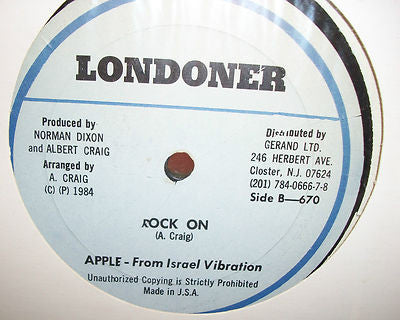 LONDONER
Produced by
NORMAN DIXON
and ALBERT CRAIG
Arranged by
A. CRAIG
(C) (P) 1984
Distributed by
GERAND LTD.
246 HERBERT AVE.
Closter, N.J. 07624
(201) 784-0666-7-8
Side B—670
ROCK ON
(A. Craig)
APPLE - From Israel Vibration
Unauthorized Copying is Strictly Prohibited
Made in J.S.A.